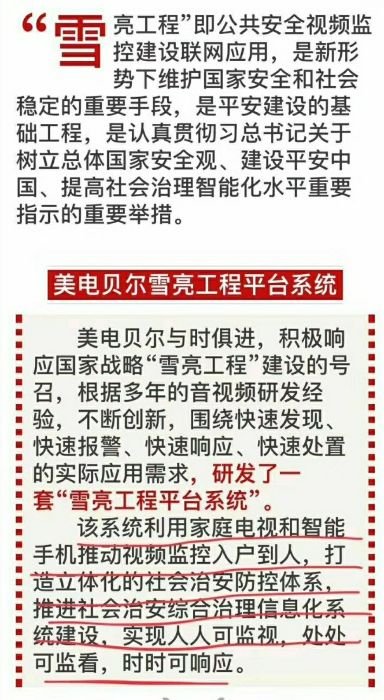 “雪亮工程”即公共安全视频监
控建设联网应用，是新形
势下维护国家安全和社会
稳定的重要手段，是平安建设的基
础工程，是认真贯彻习总书记关于
树立总体国家安全观、建设平安中
国、提高社会治理智能化水平重要
指示的重要举措。
美电贝尔雪亮工程平台系统
美电贝尔与时俱进，积极响
应国家战略“雪亮工程”建设的号
召，根据多年的音视频研发经
验，不断创新，围绕快速发现、
快速报警、快速响应、快速处置
的实际应用需求，研发了一
套“雪亮工程平台系统”。
该系统利用家庭电视和智能
手机推动视频监控入户到人，打
造立体化的社会治安防控体系，
推进社会治安综合治理信息化系
统建设，实现人人可监视，处处
可监看，时时可响应。